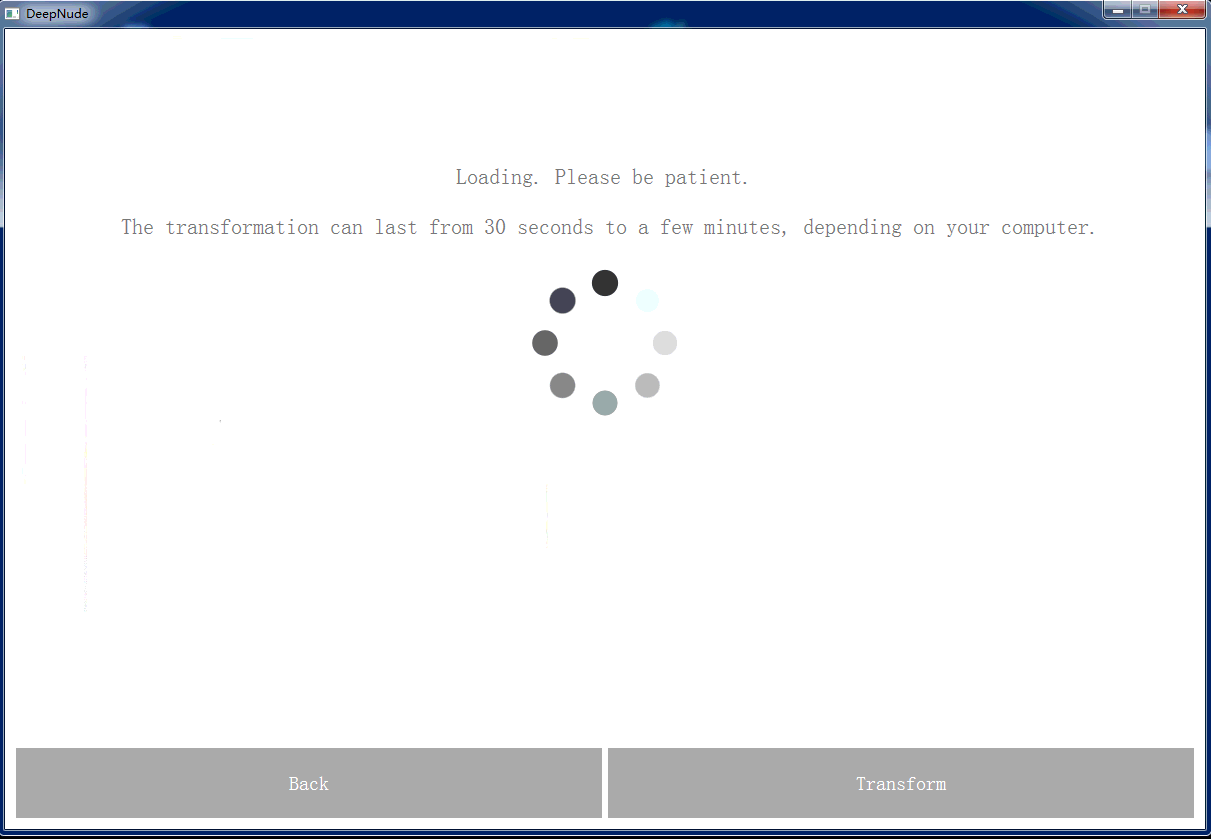 DeepNude
Loading. Please be patient.
The transformation can last from 30 seconds to a few minutes, depending on your computer.
Back
Transform